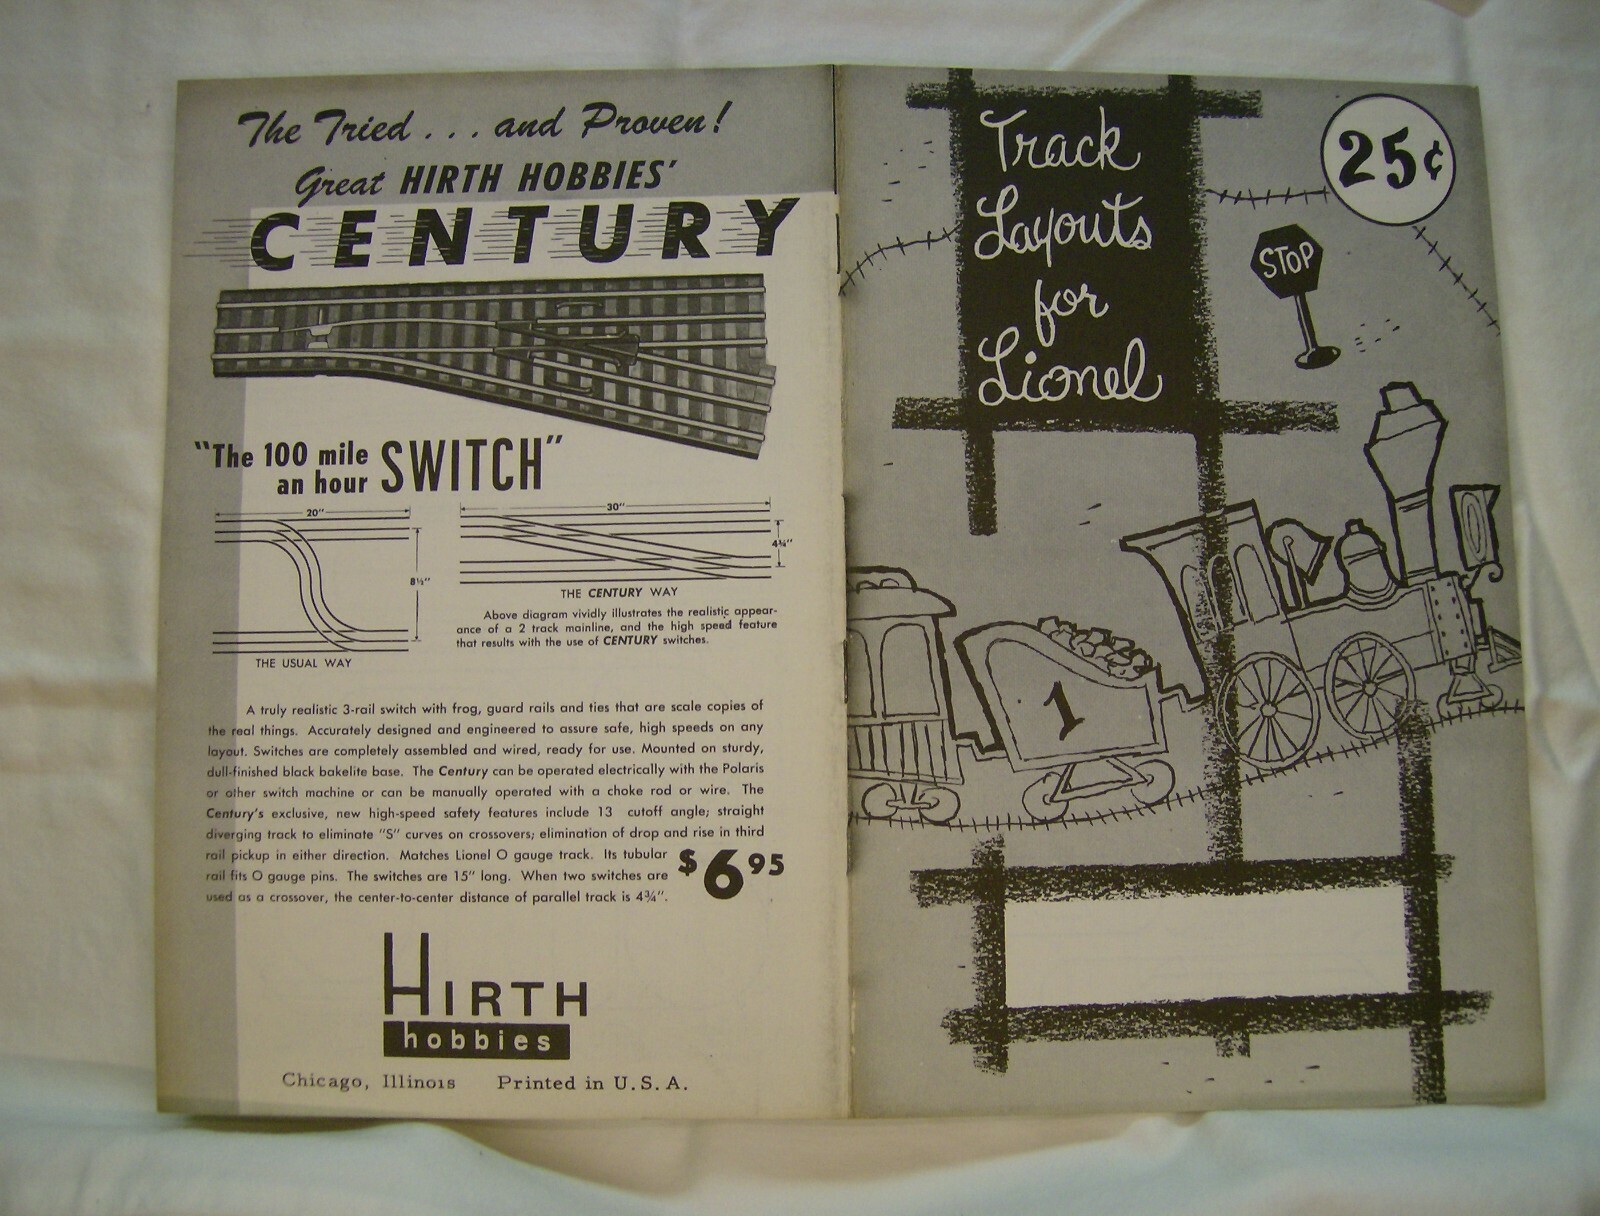 The Tried . . . and Proven!
Great HIRTH HOBBIES'
CENTURY
"The 100 mile
an hour SWITCH"
20"
8½"
THE USUAL WAY
30"
4¾"
THE CENTURY WAY
Above diagram vividly illustrates the realistic appear-
ance of a 2 track mainline, and the high speed feature
that results with the use of CENTURY switches.
A truly realistic 3-rail switch with frog, guard rails and ties that are scale copies of
the real things. Accurately designed and engineered to assure safe, high speeds on any
layout. Switches are completely assembled and wired, ready for use. Mounted on sturdy,
dull-finished black bakelite base. The Century can be operated electrically with the Polaris
or other switch machine or can be manually operated with a choke rod or wire. The
Century's exclusive, new high-speed safety features include 13 cutoff angle; straight
diverging track to eliminate "S" curves on crossovers; elimination of drop and rise in third
rail pickup in either direction. Matches Lionel O gauge track. Its tubular
rail fits O gauge pins. The switches are 15" long. When two switches are
used as a crossover, the center-to-center distance of parallel track is 4¾".
$6 95
HIRTH
hobbies
Chicago, Illinois Printed in U.S.A.
Track
Layouts
for
Lionel
25¢
STOP
1